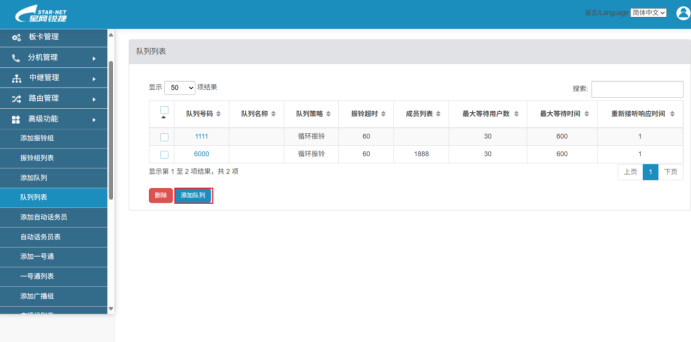 STAR-NET
星网锐捷
语言/Language 简体中文
板卡管理
分机管理
中继管理
路由管理
高级功能
添加振铃组
振铃组列表
添加队列
队列列表
添加自动话务员
自动话务员表
添加一号通
一号通列表
添加广播组
队列列表
显示 50 项结果
搜索:
队列号码 队列名称 队列策略 振铃超时 成员列表 最大等待用户数 最大等待时间 重新接听响应时间
1111 循环振铃 60 30 600 1
6000 循环振铃 60 1888 30 600 1
显示第 1 至 2 项结果，共 2 项
上页 1 下页
删除 添加队列